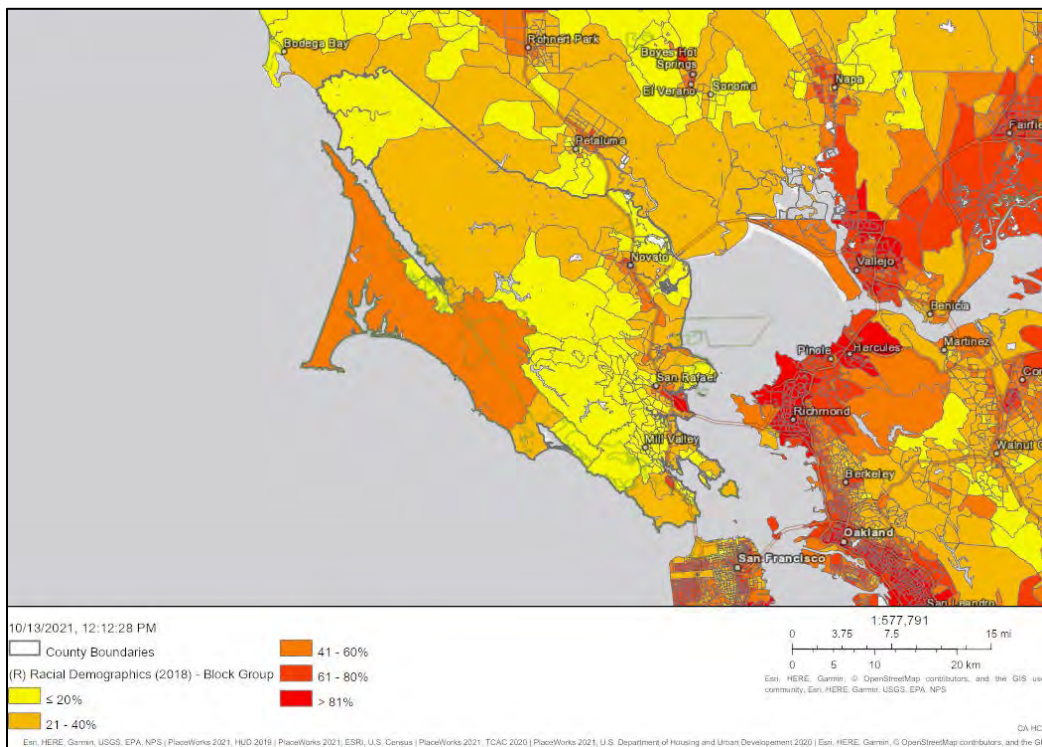 Bodega Bay
Rohnert Park
Boyes Hot
Springs
El Verano
Sonoma
Napa
Fairfie
Petaluma
Novato
Vallejo
Benicia
Martinez
Pinole
Hercules
Con
San Rafael
Richmond
Mill Valley
Walnut C
Berkeley
Oakland
San Francisco
San Leandro
10/13/2021, 12:12:28 PM
County Boundaries
(R) Racial Demographics (2018) - Block Group
≤ 20%
21 - 40%
41 - 60%
61 - 80%
> 81%
1:577,791
0 3.75 7.5 15 mi
0 5 10 20 km
Esri, HERE, Garmin, © OpenStreetMap contributors, and the GIS use
community, Esri, HERE, Garmin, USGS, EPA, NPS
CA HC
Esri, HERE, Garmin, USGS, EPA, NPS | PlaceWorks 2021, HUD 2019 | PlaceWorks 2021, ESRI, U.S. Census | PlaceWorks 2021, TCAC 2020 | PlaceWorks 2021, U.S. Department of Housing and Urban Developement 2020 | Esri, HERE, Garmin, © OpenStreetMap contributors, and the GI